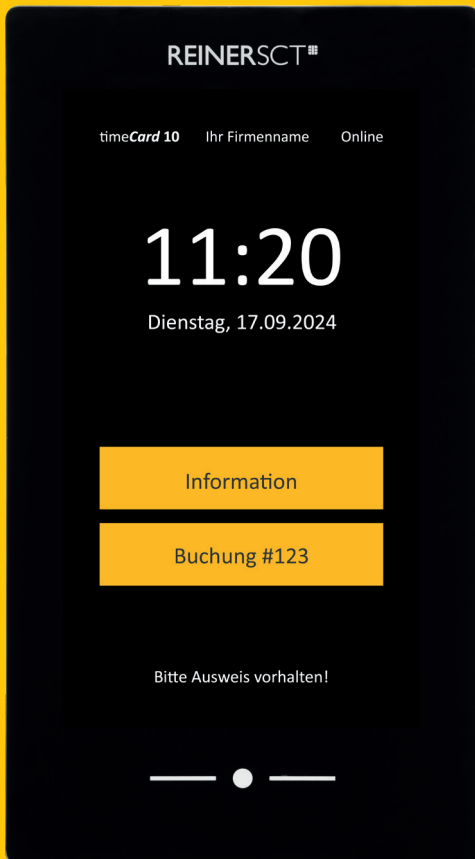 REINERSCT
timeCard 10 Ihr Firmenname Online
11:20
Dienstag, 17.09.2024
Information
Buchung #123
Bitte Ausweis vorhalten!